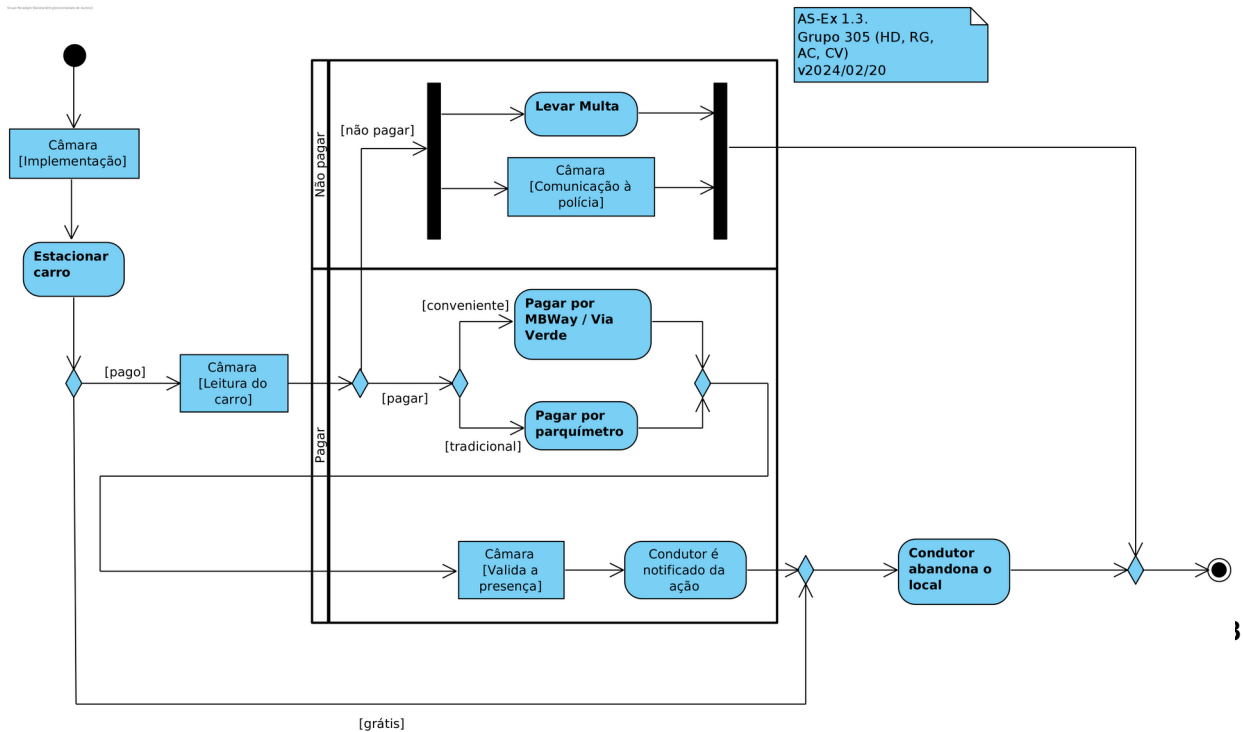 AS-Ex 1.3.
Grupo 305 (HD, RG,
AC, CV)
v2024/02/20
Câmara
[Implementação]
Estacionar
carro
[pago]
Câmara
[Leitura do
carro]
Não pagar
[não pagar]
Levar Multa
Câmara
[Comunicação à
polícia]
Pagar
[pagar]
[conveniente]
Pagar por
MBWay / Via
Verde
[tradicional]
Pagar por
parquímetro
Câmara
[Valida a
presença]
Condutor é
notificado da
ação
Condutor
abandona o
local
[grátis]